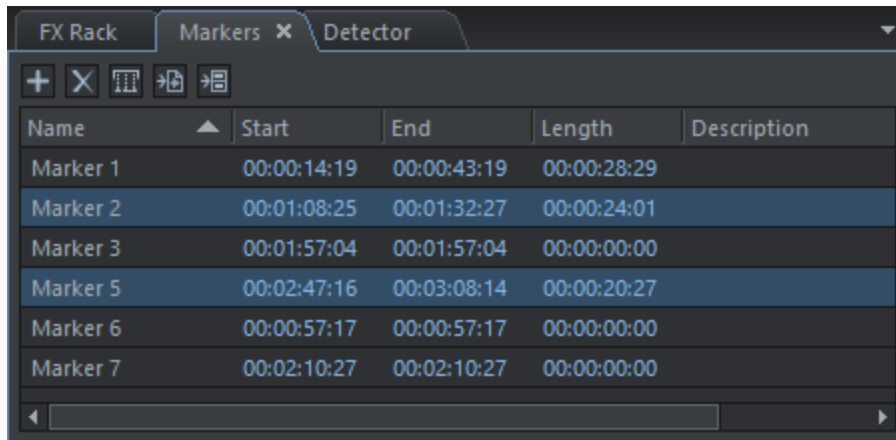 FX Rack Markers Detector
Name Start End Length Description
Marker 1 00:00:14:19 00:00:43:19 00:00:28:29
Marker 2 00:01:08:25 00:01:32:27 00:00:24:01
Marker 3 00:01:57:04 00:01:57:04 00:00:00:00
Marker 5 00:02:47:16 00:03:08:14 00:00:20:27
Marker 6 00:00:57:17 00:00:57:17 00:00:00:00
Marker 7 00:02:10:27 00:02:10:27 00:00:00:00